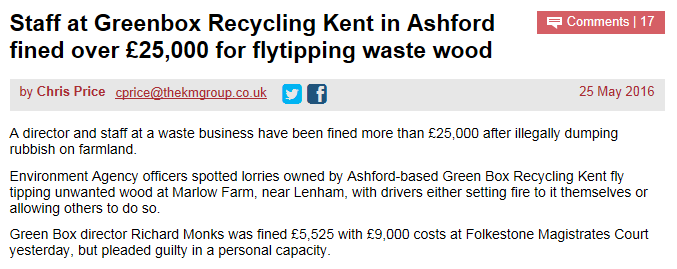 Staff at Greenbox Recycling Kent in Ashford
fined over £25,000 for flytipping waste wood
Comments | 17
by Chris Price cprice@thekmgroup.co.uk
25 May 2016
A director and staff at a waste business have been fined more than £25,000 after illegally dumping
rubbish on farmland.
Environment Agency officers spotted lorries owned by Ashford-based Green Box Recycling Kent fly
tipping unwanted wood at Marlow Farm, near Lenham, with drivers either setting fire to it themselves or
allowing others to do so.
Green Box director Richard Monks was fined £5,525 with £9,000 costs at Folkestone Magistrates Court
yesterday, but pleaded guilty in a personal capacity.